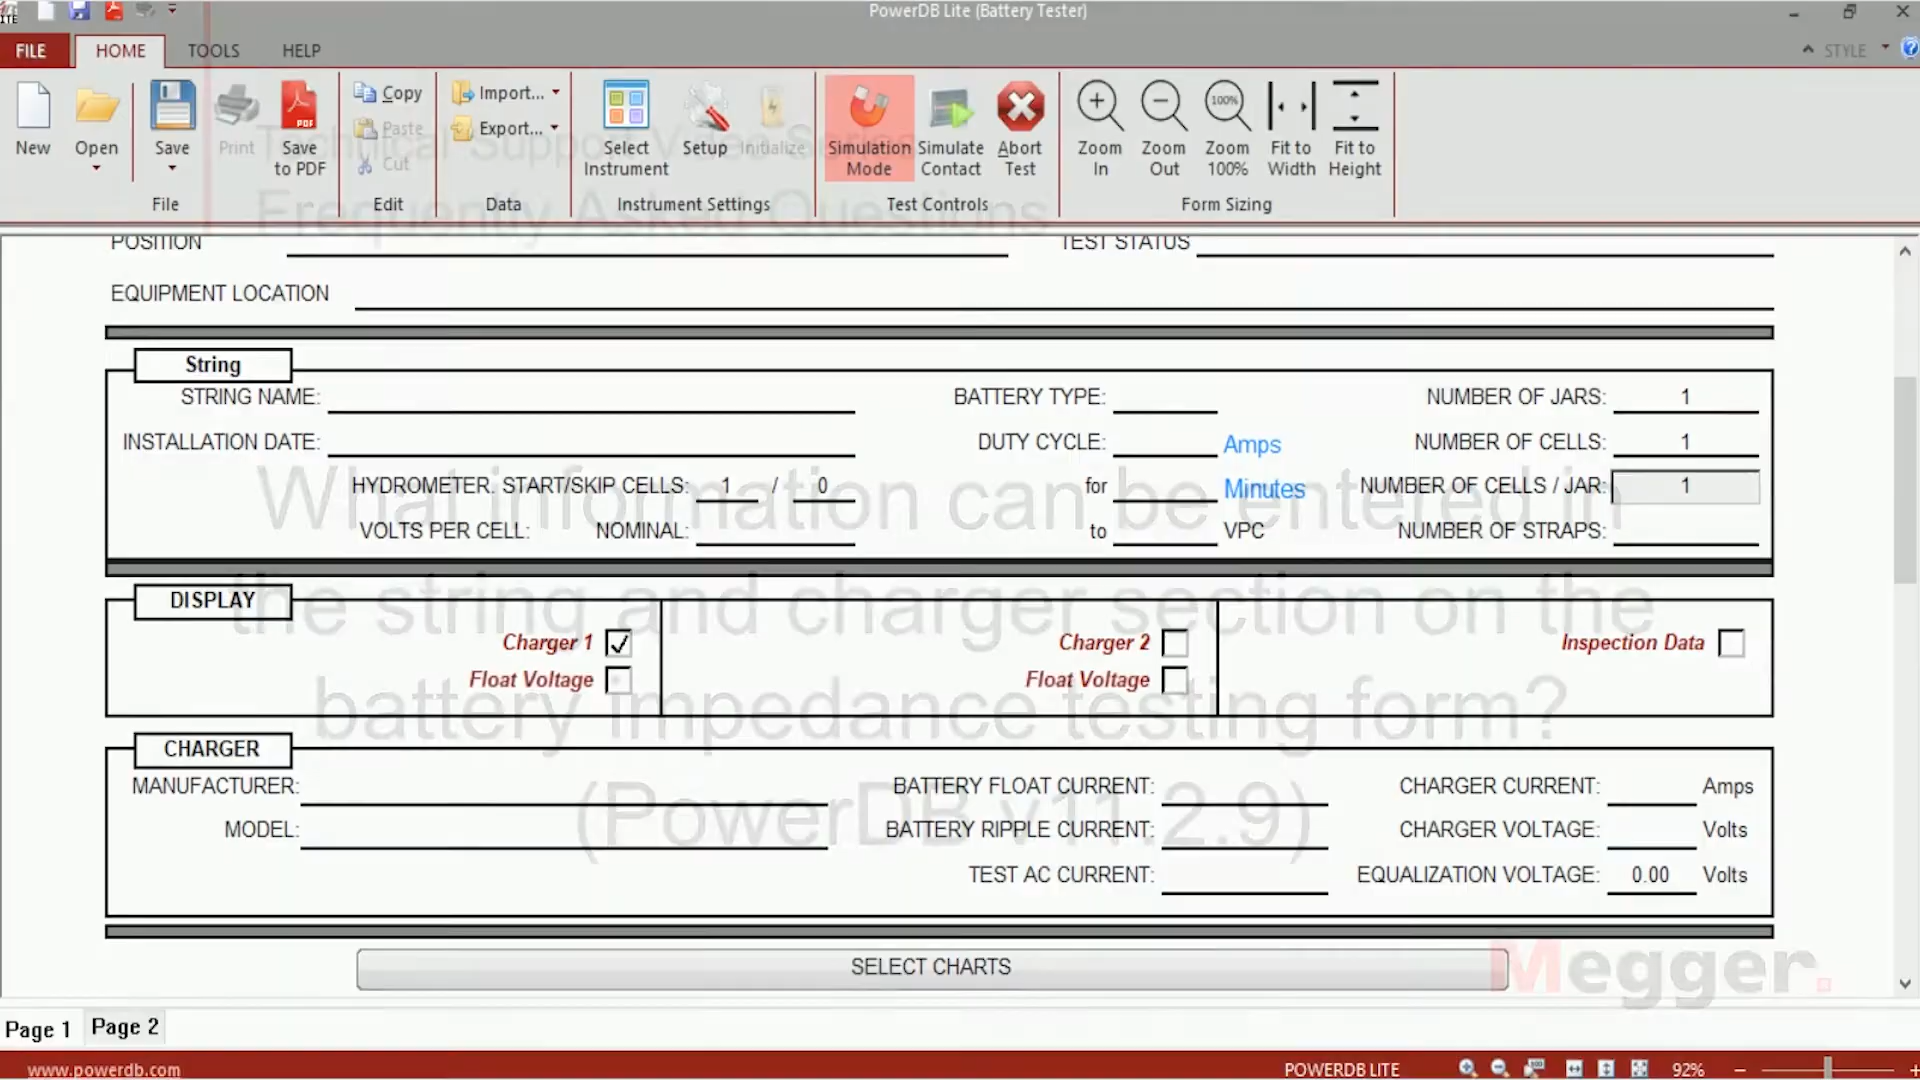 PowerDB Lite (Battery Tester)
FILE HOME TOOLS HELP STYLE
New Open Save Print Save to PDF Copy Paste Cut Import... Export... Select Instrument Setup Initialize Simulation Mode Simulate Contact Abort Test Zoom In Zoom Out Zoom 100% Fit to Width Fit to Height
File Edit Data Instrument Settings Test Controls Form Sizing
Technical Support Video Series
Frequently Asked Questions
POSITION TEST STATUS
EQUIPMENT LOCATION
String
STRING NAME: BATTERY TYPE: NUMBER OF JARS: 1
INSTALLATION DATE: DUTY CYCLE: Amps NUMBER OF CELLS: 1
HYDROMETER. START/SKIP CELLS: 1 / 0 for Minutes NUMBER OF CELLS / JAR: 1
VOLTS PER CELL: NOMINAL: to VPC NUMBER OF STRAPS:
What information can be entered in
the string and charger section on the
battery impedance testing form?
(PowerDB v11.2.9)
DISPLAY
Charger 1 Charger 2 Inspection Data
Float Voltage Float Voltage
CHARGER
MANUFACTURER: BATTERY FLOAT CURRENT: CHARGER CURRENT: Amps
MODEL: BATTERY RIPPLE CURRENT: CHARGER VOLTAGE: Volts
TEST AC CURRENT: EQUALIZATION VOLTAGE: 0.00 Volts
SELECT CHARTS
Megger.
Page 1 Page 2
www.powerdb.com POWERDB LITE 92%